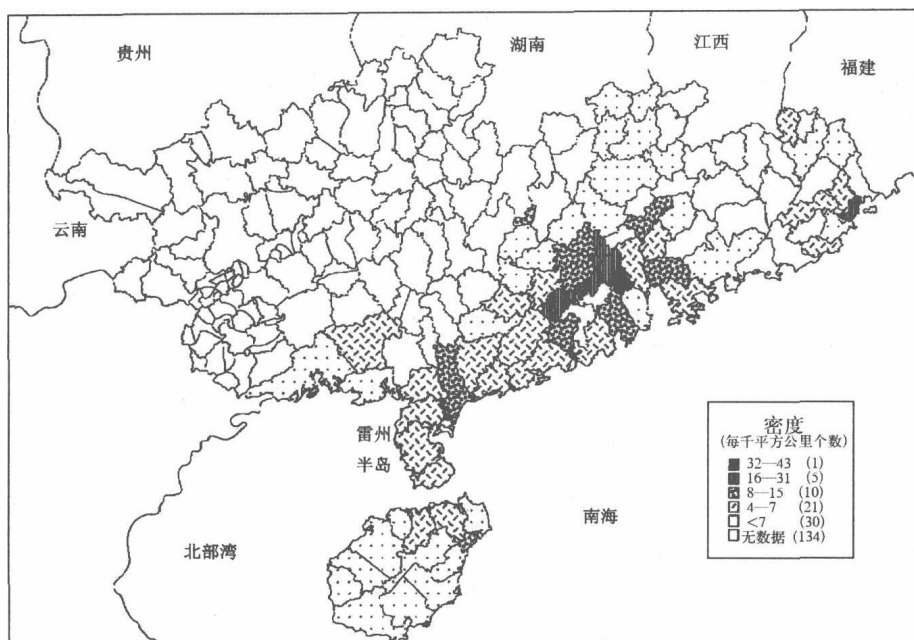 贵州
湖南
江西
福建
云南
雷州
半岛
北部湾
南海
密度
(每千平方公里个数)
32—43 (1)
16—31 (5)
8—15 (10)
4—7 (21)
<7 (30)
无数据 (134)